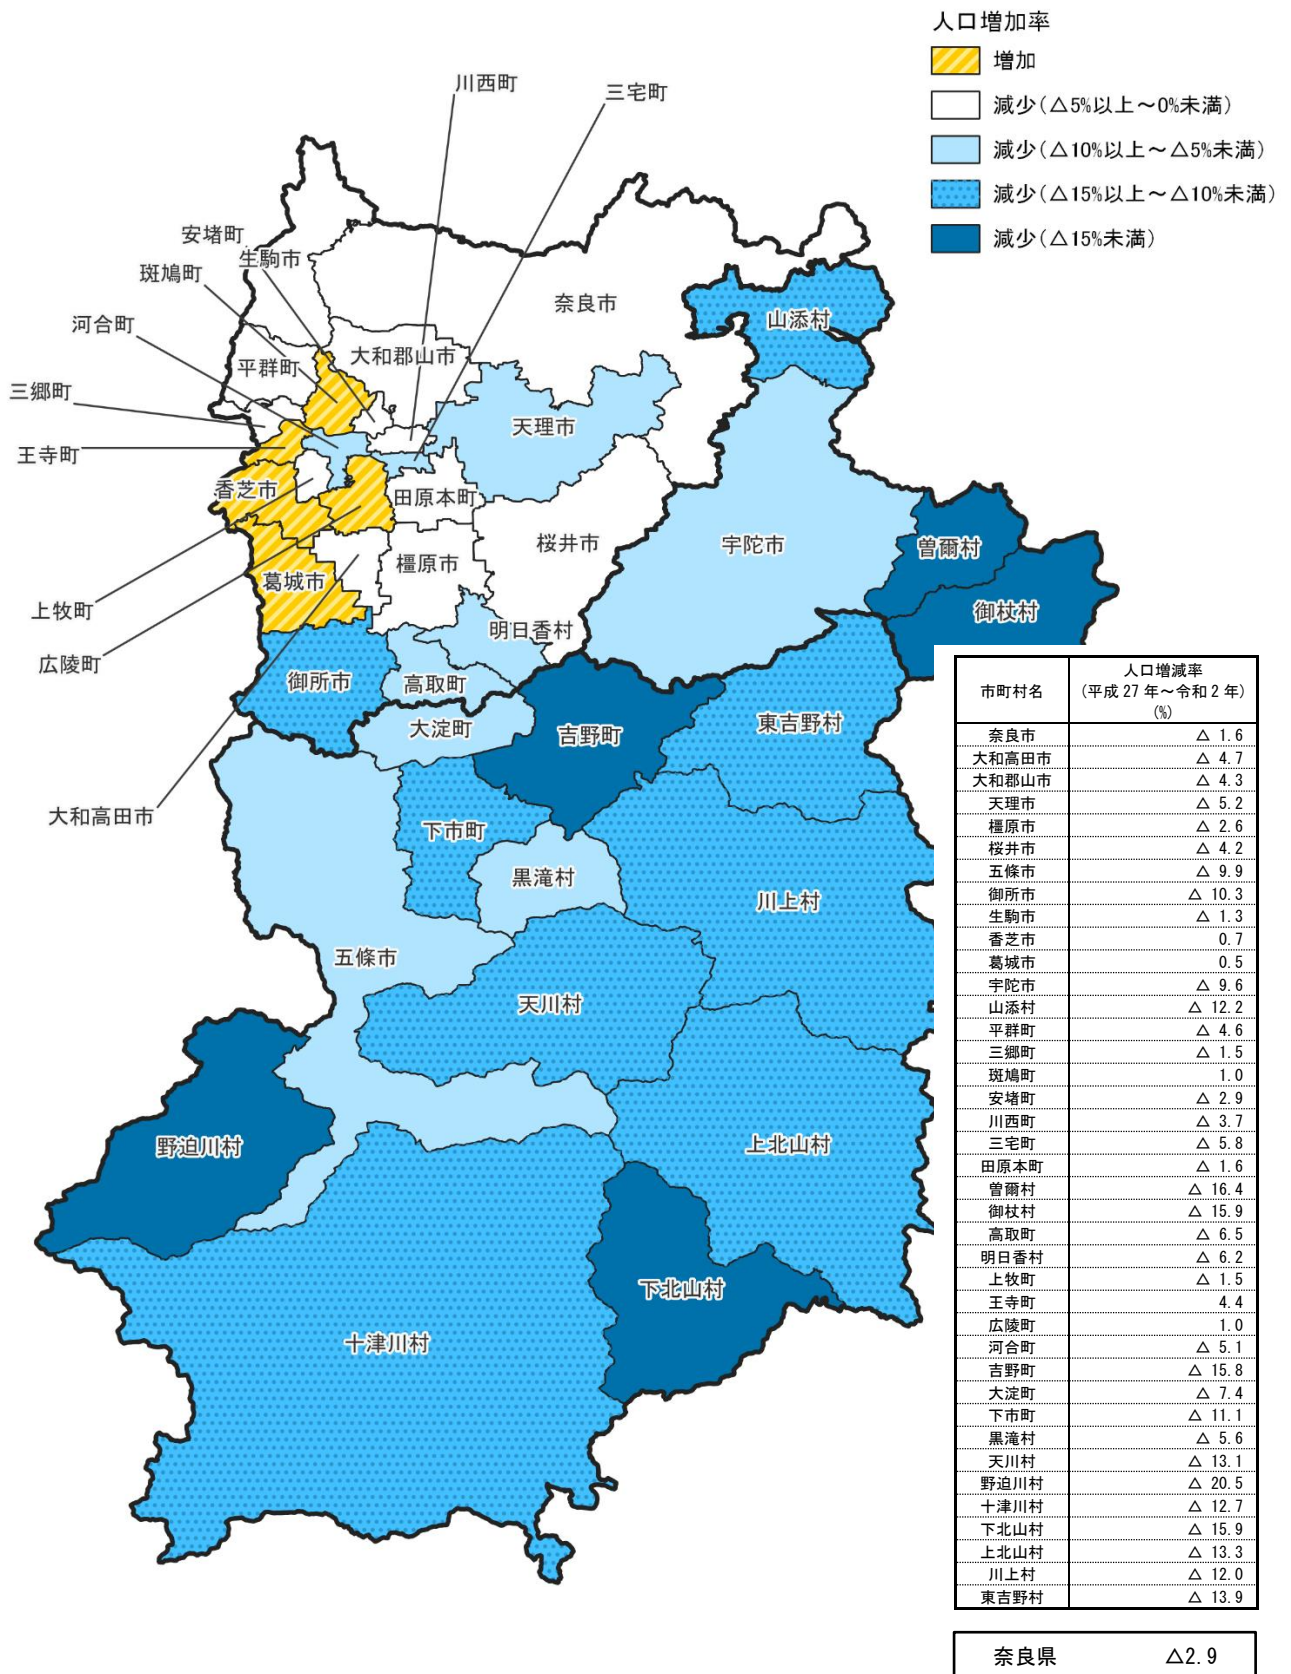 人口増加率
増加
減少(△5%以上～0%未満)
減少(△10%以上～△5%未満)
減少(△15%以上～△10%未満)
減少(△15%未満)
川西町
三宅町
安堵町
生駒市
斑鳩町
奈良市
山添村
河合町
大和郡山市
平群町
三郷町
天理市
王寺町
香芝市
田原本町
桜井市
宇陀市
曽爾村
橿原市
葛城市
上牧町
御杖村
明日香村
広陵町
御所市
高取町
大淀町
吉野町
東吉野村
大和高田市
下市町
黒滝村
川上村
五條市
天川村
野迫川村
上北山村
下北山村
十津川村
市町村名 人口増減率
(平成27年～令和2年)
(%)
奈良市 △ 1.6
大和高田市 △ 4.7
大和郡山市 △ 4.3
天理市 △ 5.2
橿原市 △ 2.6
桜井市 △ 4.2
五條市 △ 9.9
御所市 △ 10.3
生駒市 △ 1.3
香芝市 0.7
葛城市 0.5
宇陀市 △ 9.6
山添村 △ 12.2
平群町 △ 4.6
三郷町 △ 1.5
斑鳩町 1.0
安堵町 △ 2.9
川西町 △ 3.7
三宅町 △ 5.8
田原本町 △ 1.6
曽爾村 △ 16.4
御杖村 △ 15.9
高取町 △ 6.5
明日香村 △ 6.2
上牧町 △ 1.5
王寺町 4.4
広陵町 1.0
河合町 △ 5.1
吉野町 △ 15.8
大淀町 △ 7.4
下市町 △ 11.1
黒滝村 △ 5.6
天川村 △ 13.1
野迫川村 △ 20.5
十津川村 △ 12.7
下北山村 △ 15.9
上北山村 △ 13.3
川上村 △ 12.0
東吉野村 △ 13.9
奈良県 △2.9